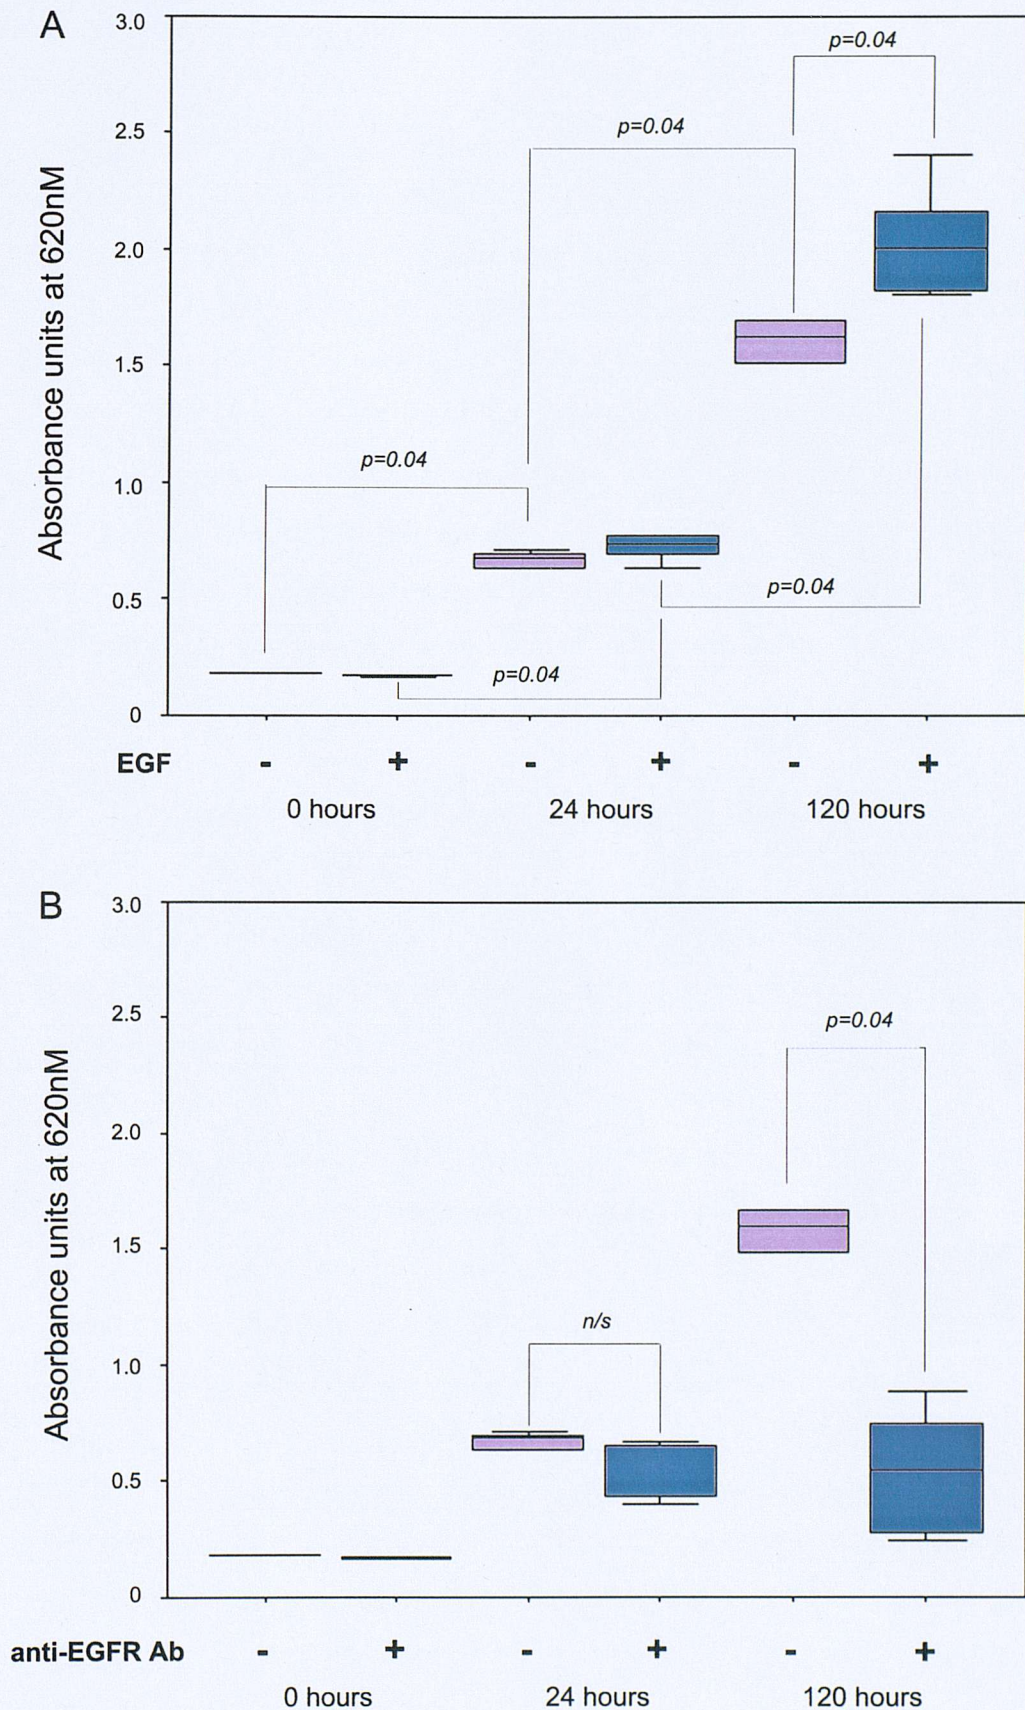 A
3.0
p=0.04
2.5
p=0.04
2.0
1.5
Absorbance units at 620nM
p=0.04
1.0
0.5
p=0.04
p=0.04
0
EGF - + - + - +
0 hours 24 hours 120 hours
B
3.0
2.5
p=0.04
2.0
1.5
Absorbance units at 620nM
n/s
1.0
0.5
0
anti-EGFR Ab - + - + - +
0 hours 24 hours 120 hours